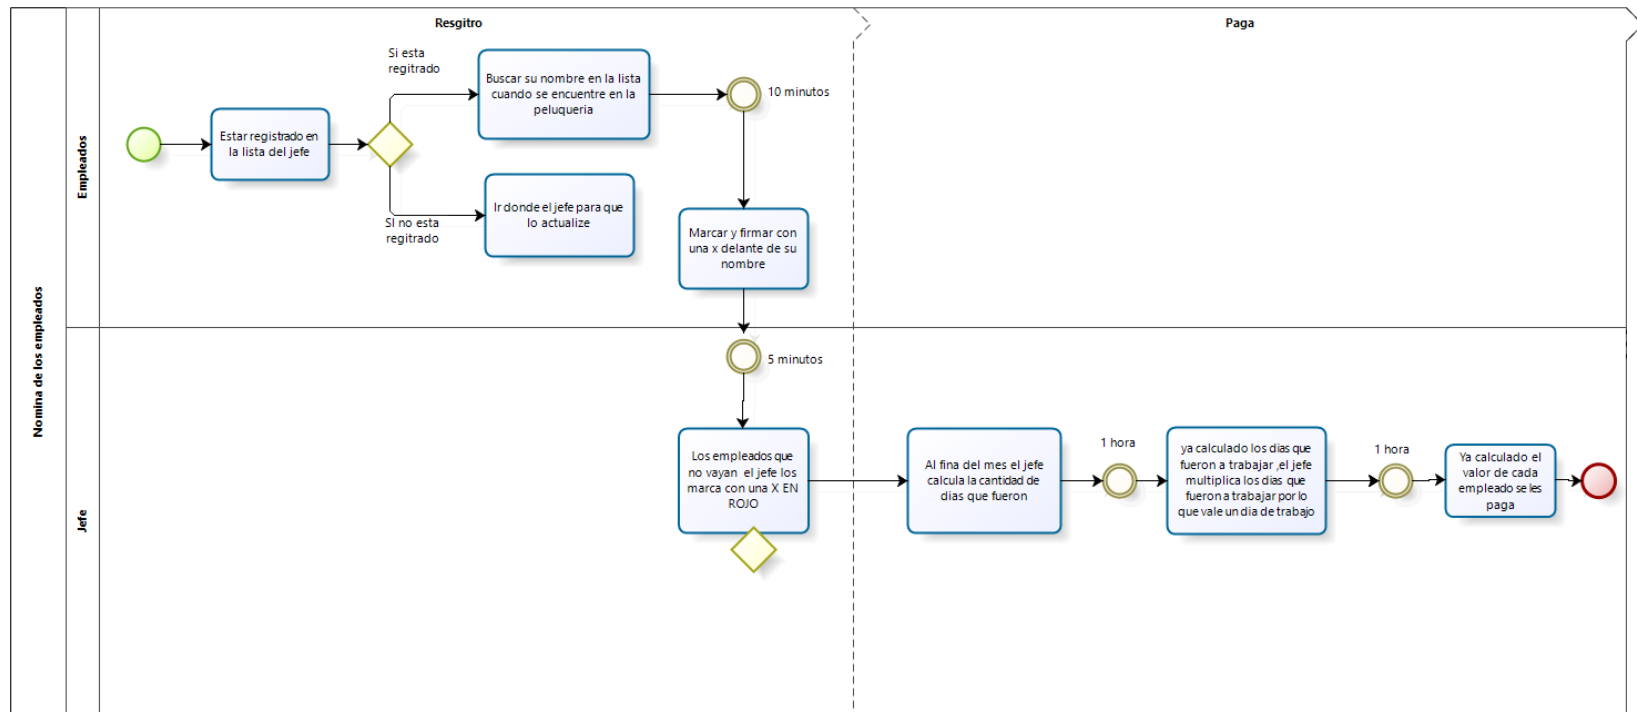 Resgitro
Paga
Nomina de los empleados
Empleados
Si esta
regitrado
Estar registrado en
la lista del jefe
Buscar su nombre en la lista
cuando se encuentre en la
peluqueria
10 minutos
SI no esta
regitrado
Ir donde el jefe para que
lo actualize
Marcar y firmar con
una x delante de su
nombre
Jefe
5 minutos
Los empleados que
no vayan el jefe los
marca con una X EN
ROJO
Al fina del mes el jefe
calcula la cantidad de
dias que fueron
1 hora
ya calculado los dias que
fueron a trabajar ,el jefe
multiplica los dias que
fueron a trabajar por lo
que vale un dia de trabajo
1 hora
Ya calculado el
valor de cada
empleado se les
paga